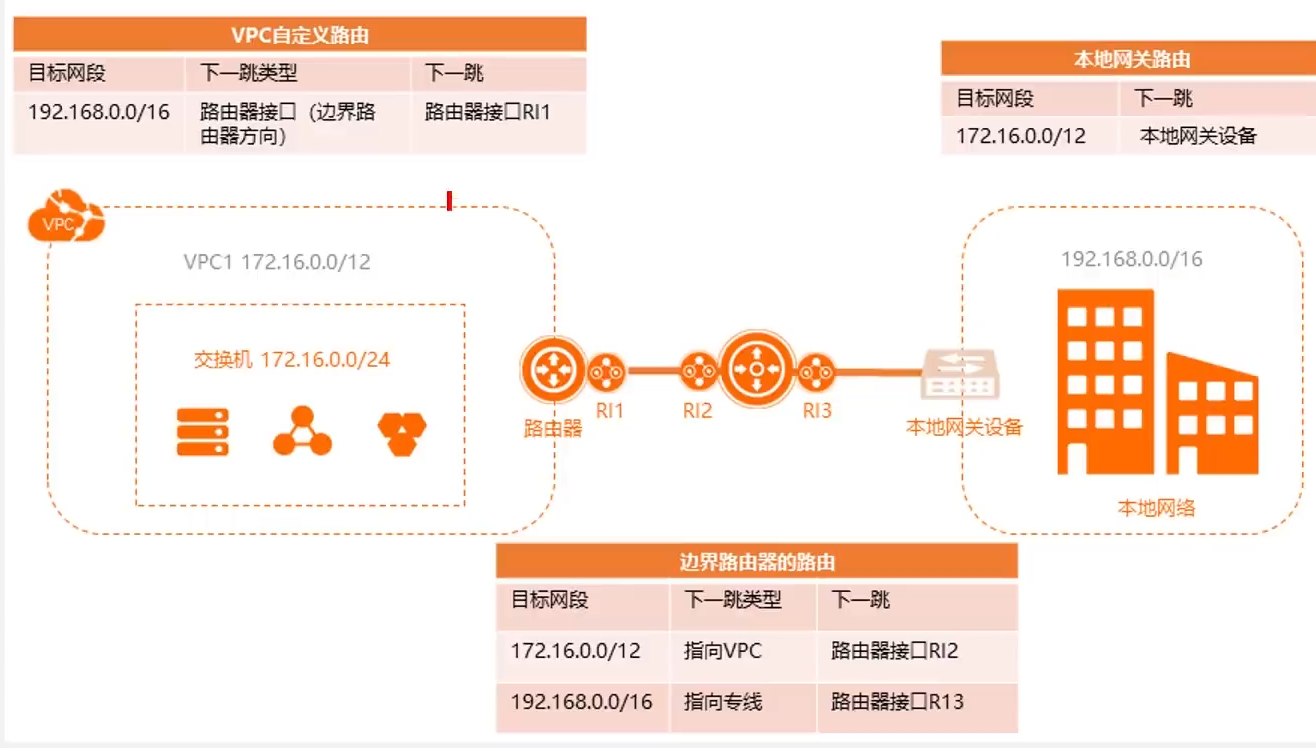 VPC自定义路由
目标网段 下一跳类型 下一跳
192.168.0.0/16 路由器接口（边界路由器方向） 路由器接口RI1
本地网关路由
目标网段 下一跳
172.16.0.0/12 本地网关设备
VPC
VPC1 172.16.0.0/12
交换机 172.16.0.0/24
路由器
RI1
RI2
RI3
本地网关设备
192.168.0.0/16
本地网络
边界路由器的路由
目标网段 下一跳类型 下一跳
172.16.0.0/12 指向VPC 路由器接口RI2
192.168.0.0/16 指向专线 路由器接口R13